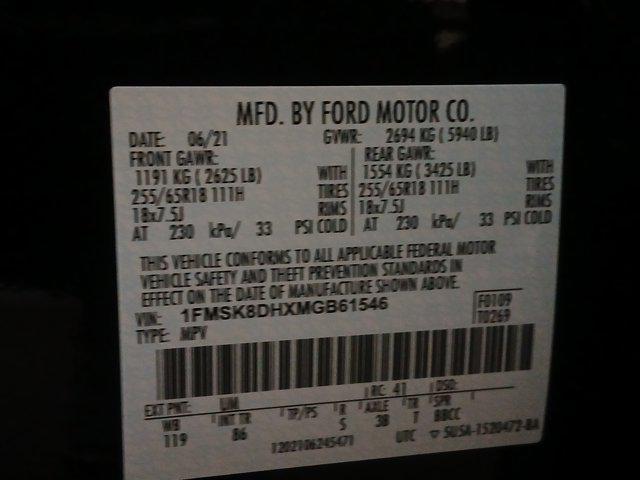 MFD. BY FORD MOTOR CO.
DATE: 06/21 GVWR: 2694 KG ( 5940 LB)
FRONT GAWR: REAR GAWR:
1191 KG ( 2625 LB) WITH 1554 KG ( 3425 LB) WITH
255/65R18 111H TIRES 255/65R18 111H TIRES
18x7.5J RIMS 18x7.5J RIMS
AT 230 kPa/ 33 PSI COLD AT 230 kPa/ 33 PSI COLD
THIS VEHICLE CONFORMS TO ALL APPLICABLE FEDERAL MOTOR
VEHICLE SAFETY AND THEFT PREVENTION STANDARDS IN
EFFECT ON THE DATE OF MANUFACTURE SHOWN ABOVE.
VIN: 1FMSK8DHXMGB61546 F0109
TYPE: MPV T0269
EXT PNT: UM RC: 41 DSO:
WB INT TR TP/PS R AXLE TR SPR
119 86 S 3B T BBCC
1202106245471 UTC ▽ 5USA-1520472-BA